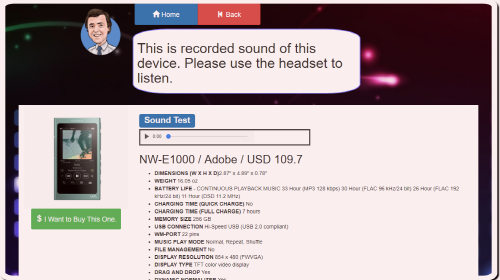 Home
Back
This is recorded sound of this
device. Please use the headset to
listen.
Sound Test
0:00
NW-E1000 / Adobe / USD 109.7
DIMENSIONS (W X H X D)2.87" x 4.89" x 0.79"
WEIGHT 16.09 oz
BATTERY LIFE - CONTINUOUS PLAYBACK MUSIC 33 Hour (MP3 128 kbps) 30 Hour (FLAC 96 kHz/24 bit) 26 Hour (FLAC 192
kHz/24 bit) 11 Hour (DSD 11.2 MHz)
CHARGING TIME (QUICK CHARGE) No
CHARGING TIME (FULL CHARGE) 7 hours
MEMORY SIZE 256 GB
USB CONNECTION Hi-Speed USB (USB 2.0 compliant)
WM-PORT 22 pins
MUSIC PLAY MODE Normal, Repeat, Shuffle
FILE MANAGEMENT No
DISPLAY RESOLUTION 854 x 480 (FWVGA)
DISPLAY TYPE TFT color video display
DRAG AND DROP Yes
DYNAMIC NORMALIZER Yes
$ I Want to Buy This One.